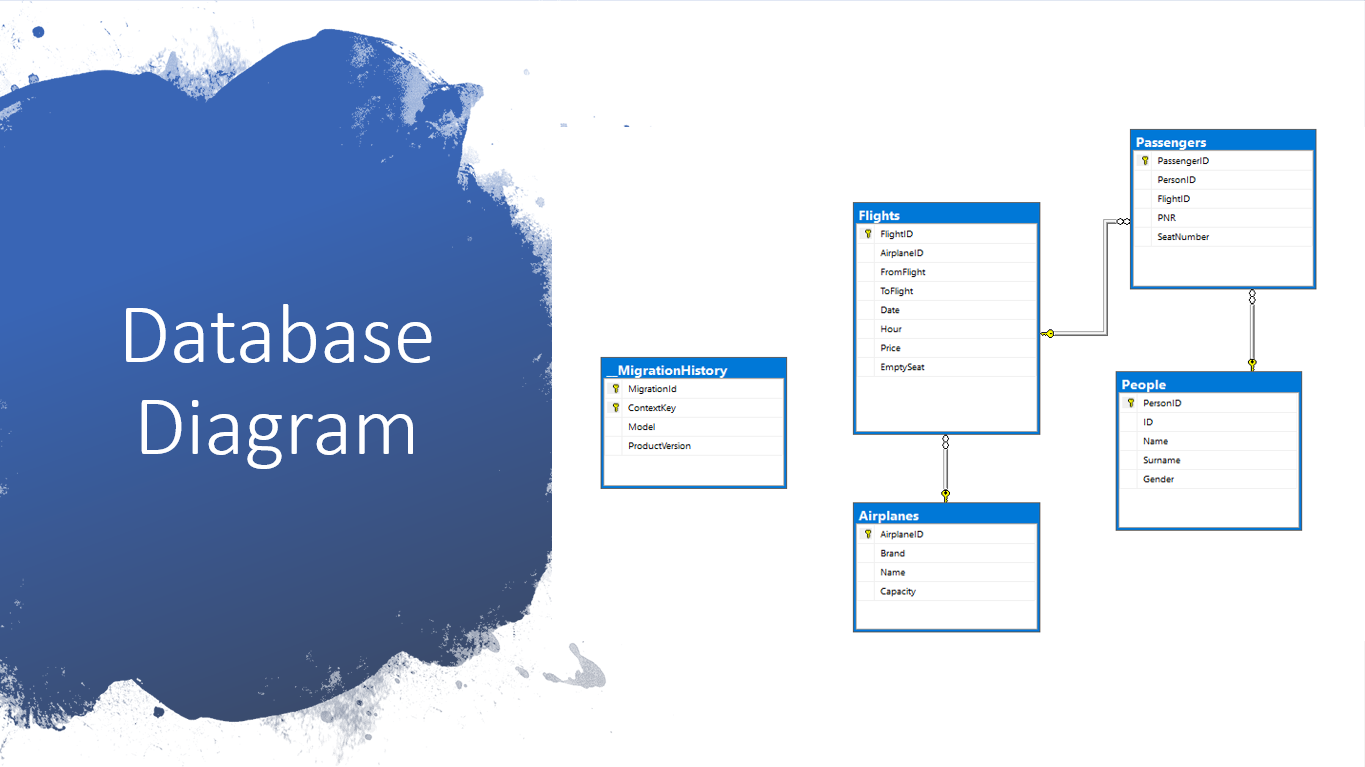 Database
Diagram
__MigrationHistory
MigrationId
ContextKey
Model
ProductVersion
Flights
FlightID
AirplaneID
FromFlight
ToFlight
Date
Hour
Price
EmptySeat
Airplanes
AirplaneID
Brand
Name
Capacity
Passengers
PassengerID
PersonID
FlightID
PNR
SeatNumber
People
PersonID
ID
Name
Surname
Gender